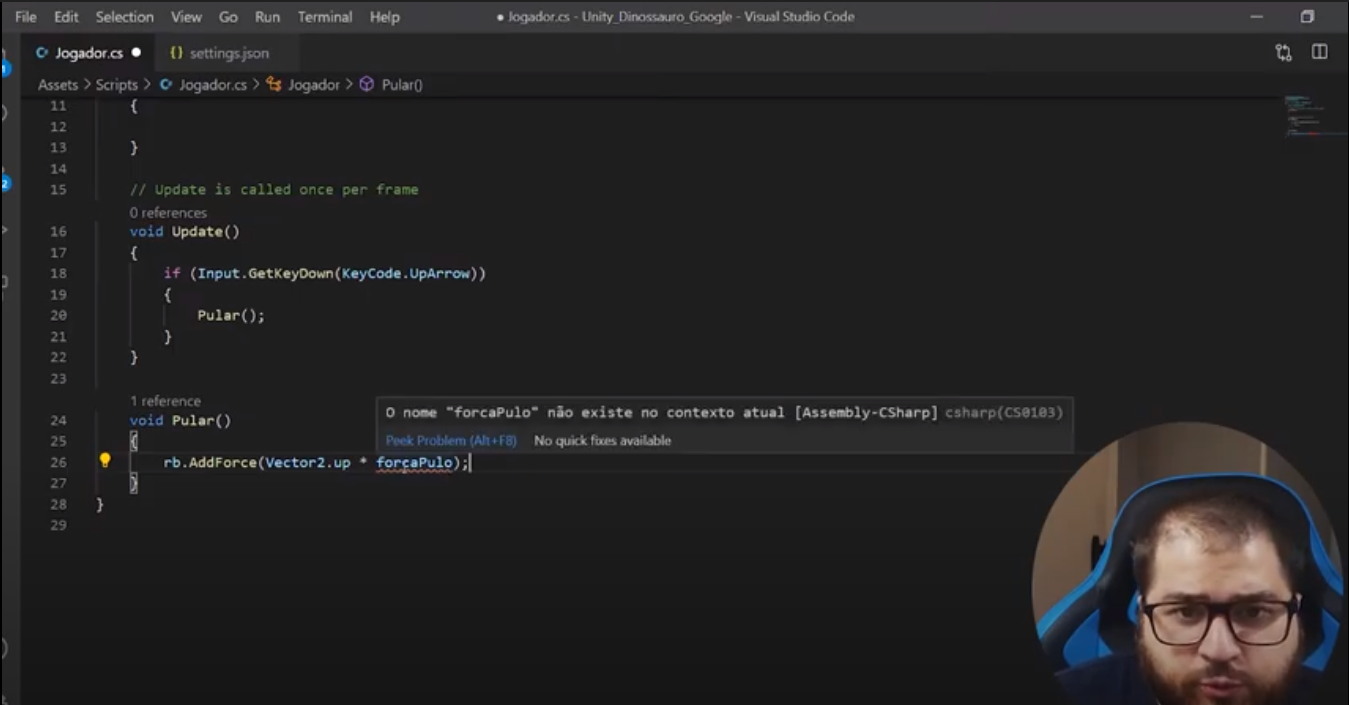 File Edit Selection View Go Run Terminal Help ● Jogador.cs - Unity_Dinossauro_Google - Visual Studio Code
Jogador.cs ● {} settings.json
Assets > Scripts > Jogador.cs > Jogador > Pular()
11 {
12
13 }
14
15 // Update is called once per frame
0 references
16 void Update()
17 {
18 if (Input.GetKeyDown(KeyCode.UpArrow))
19 {
20 Pular();
21 }
22 }
23
1 reference
24 void Pular()
O nome "forcaPulo" não existe no contexto atual [Assembly-CSharp] csharp(CS0103)
Peek Problem (Alt+F8) No quick fixes available
25 {
26 rb.AddForce(Vector2.up * forcaPulo);
27 }
28 }
29